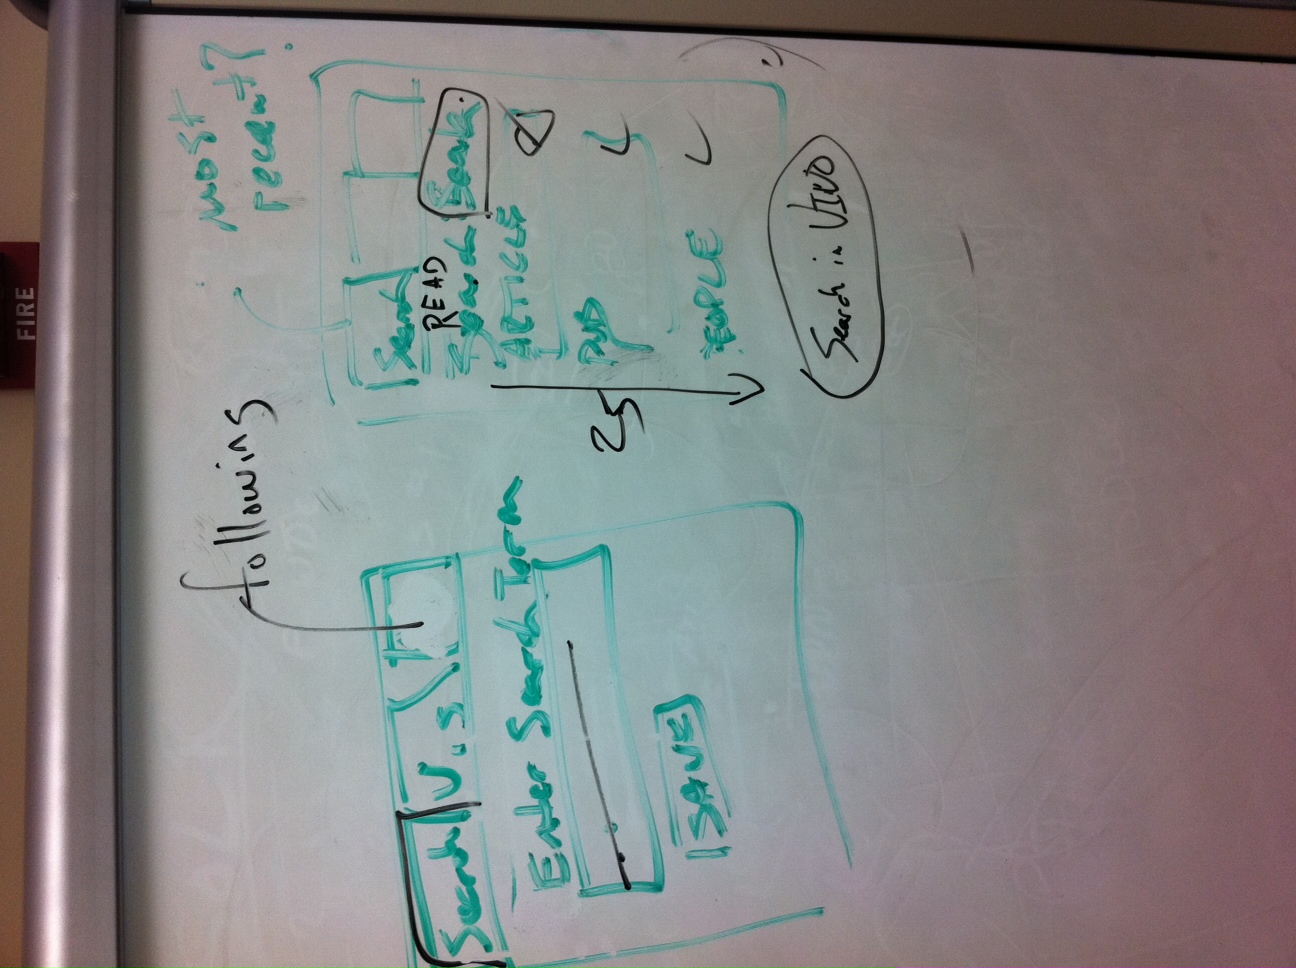 FIRE
following
most
recent?
Search
Vis
Enter Search Term
SAVE
Search
READ
Search
ARTICLE
PUB
25
PEOPLE
Search in VIVO